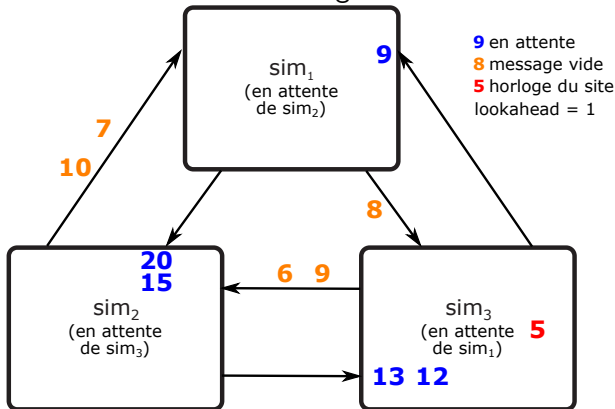 sim₁
(en attente
de sim₂)
9
9 en attente
8 message vide
5 horloge du site
lookahead = 1
7
10
8
20
15
sim₂
(en attente
de sim₃)
6 9
sim₃
(en attente
de sim₁)
5
13 12